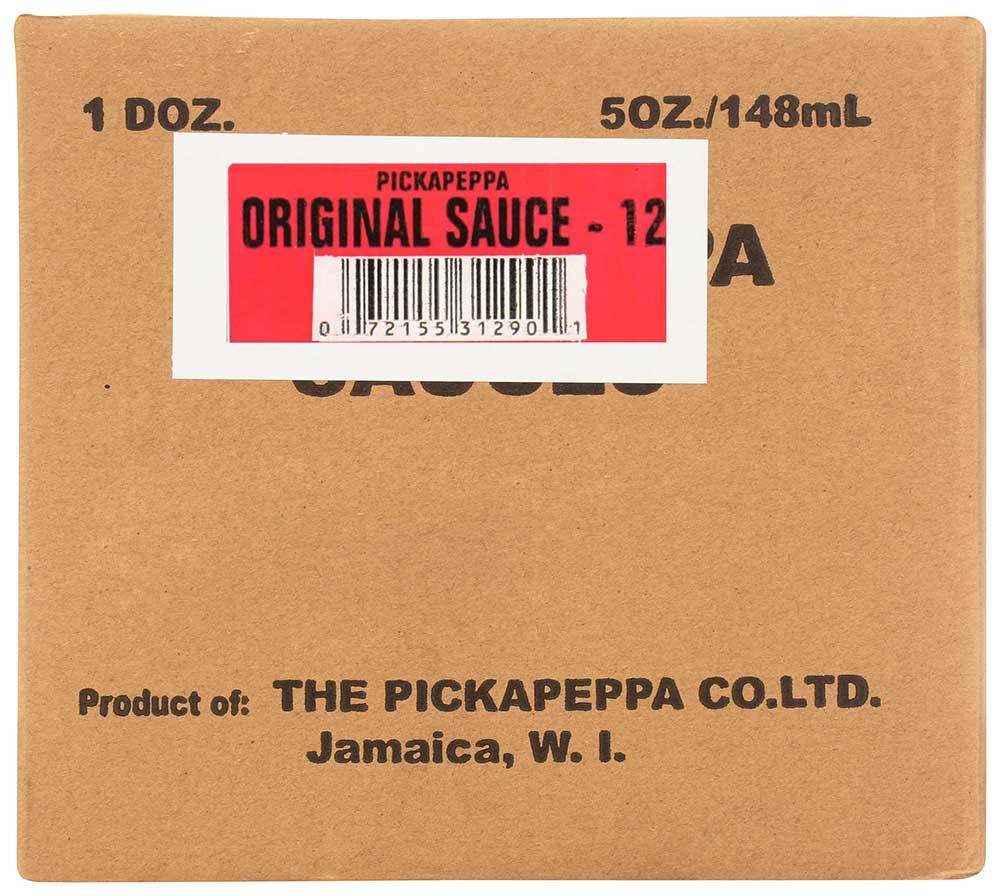 1 DOZ. 5OZ./148mL
PICKAPEPPA
ORIGINAL SAUCE - 12
0 72155 31290 1
Product of: THE PICKAPEPPA CO.LTD.
Jamaica, W. I.